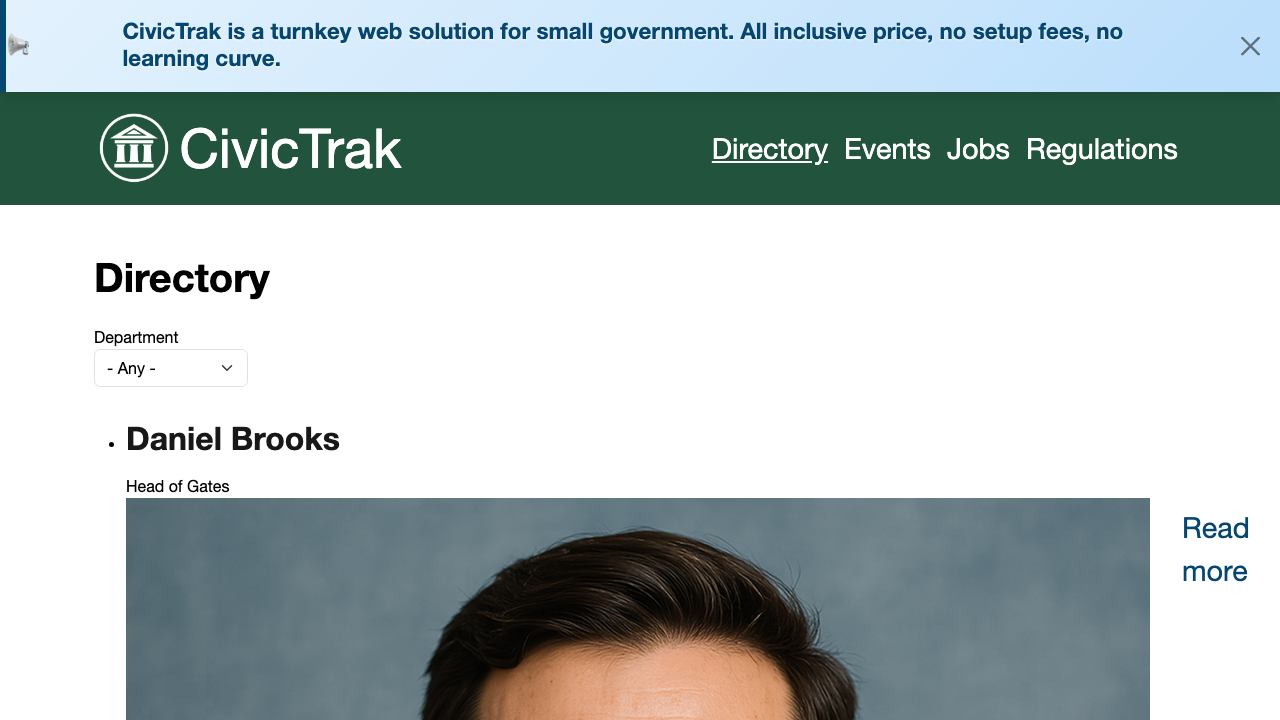 CivicTrak is a turnkey web solution for small government. All inclusive price, no setup fees, no
learning curve.
CivicTrak
Directory Events Jobs Regulations
Directory
Department
- Any -
Daniel Brooks
Head of Gates
Read
more